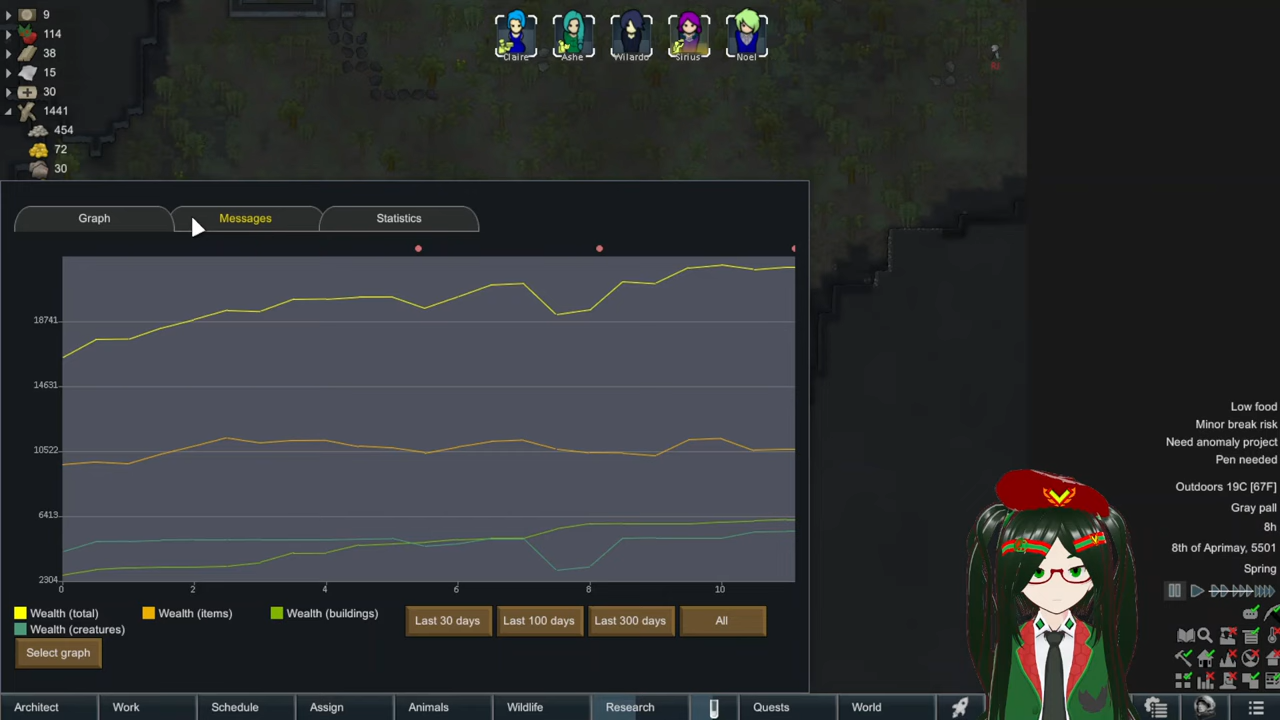 9
114
38
15
30
1441
454
72
30
Claire
Ashe
Wilardo
Sirius
Noel
Graph
Messages
Statistics
18741
14631
10522
6413
2304
0
2
4
6
8
10
Wealth (total)
Wealth (items)
Wealth (buildings)
Wealth (creatures)
Last 30 days
Last 100 days
Last 300 days
All
Select graph
Low food
Minor break risk
Need anomaly project
Pen needed
Outdoors 19C [67F]
Gray pall
8h
8th of Aprimay, 5501
Spring
Architect
Work
Schedule
Assign
Animals
Wildlife
Research
Quests
World